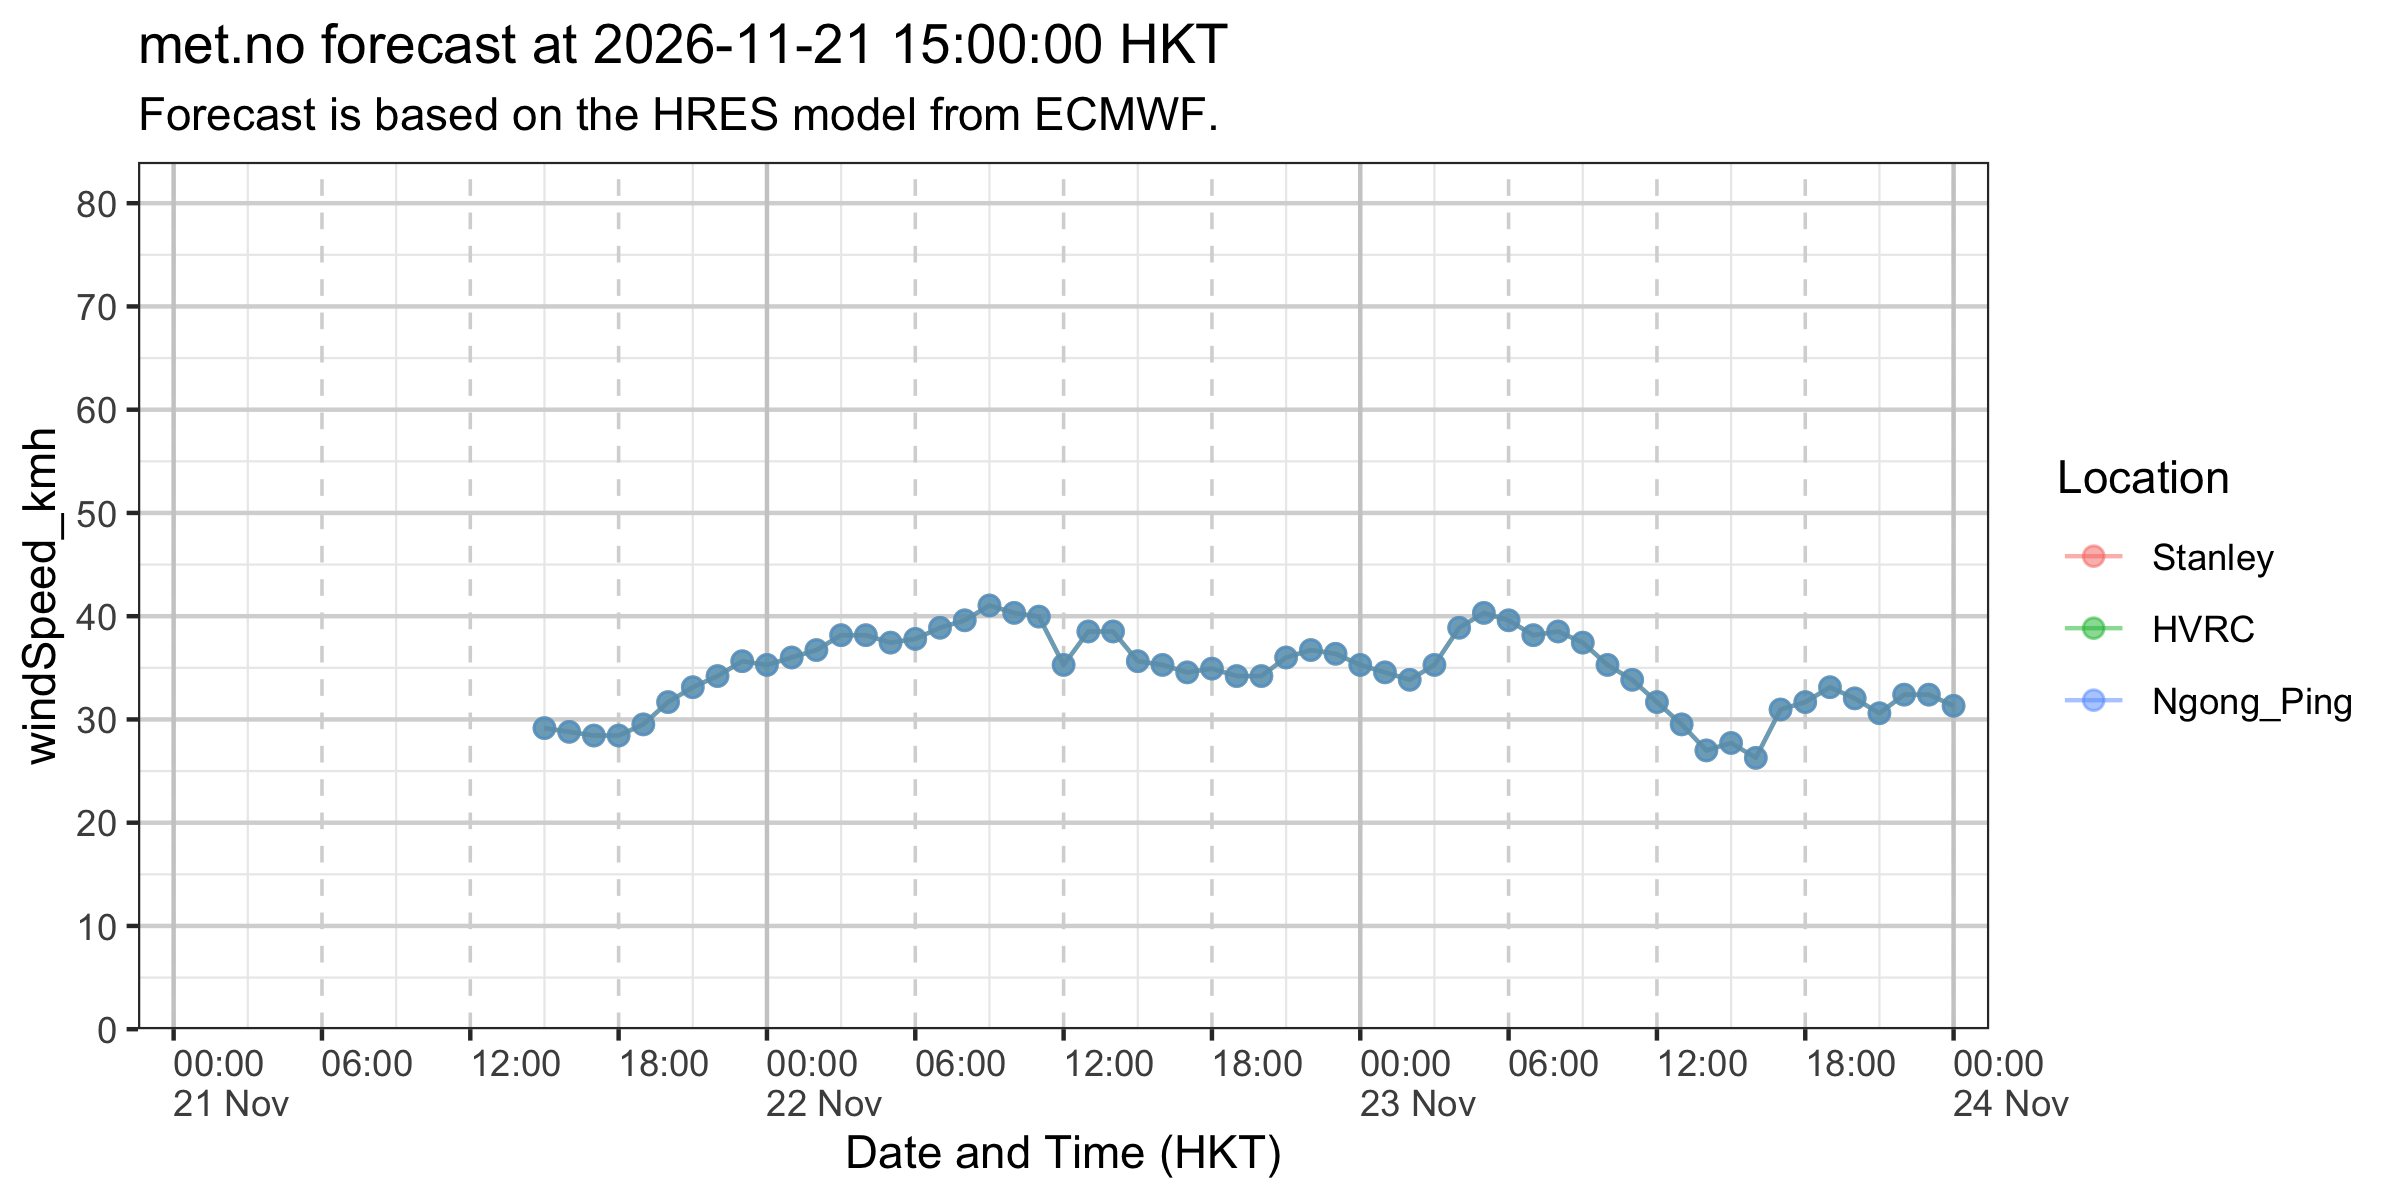 met.no forecast at 2026-11-21 15:00:00 HKT
Forecast is based on the HRES model from ECMWF.
windSpeed_kmh
80
70
60
50
40
30
20
10
0
00:00 06:00 12:00 18:00 00:00 06:00 12:00 18:00 00:00 06:00 12:00 18:00 00:00
21 Nov 22 Nov 23 Nov 24 Nov
Date and Time (HKT)
Location
Stanley
HVRC
Ngong_Ping